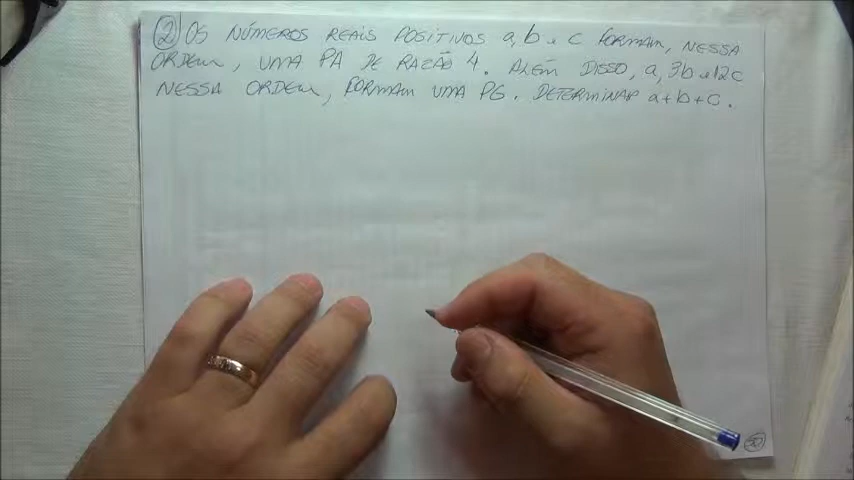 ② OS NÚMEROS REAIS POSITIVOS a, b e c FORMAM, NESSA
ORDEM, UMA PA DE RAZÃO 4. ALÉM DISSO, a, 3b e 12c
NESSA ORDEM, FORMAM UMA PG. DETERMINAR a+b+c.